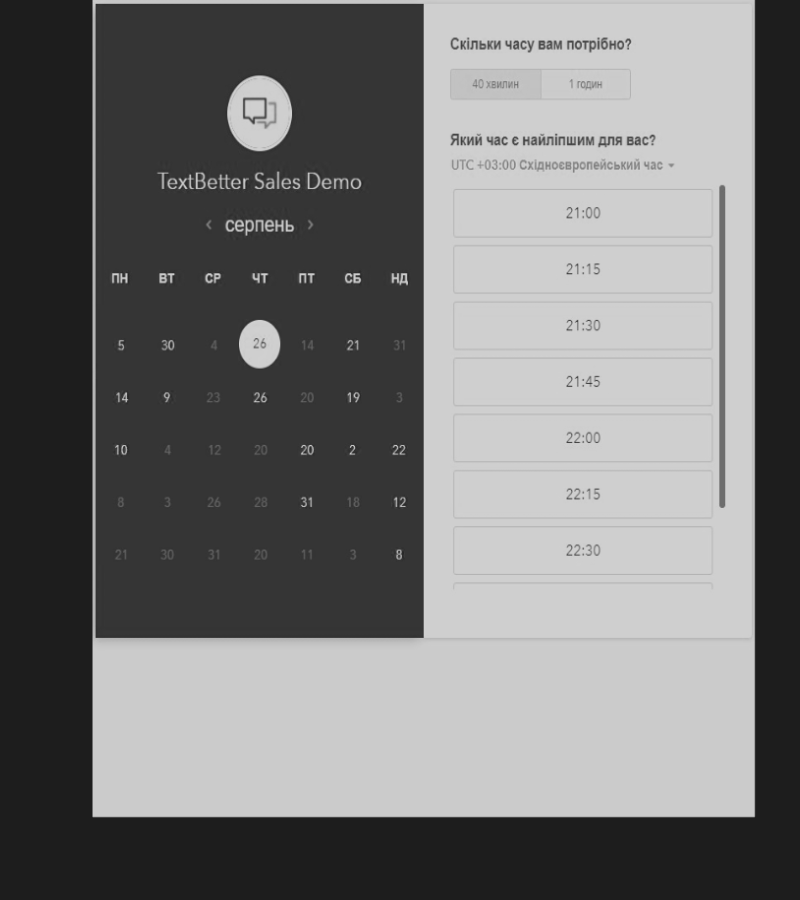 TextBetter Sales Demo
серпень
ПН ВТ СР ЧТ ПТ СБ НД
5 30 4 26 14 21 31
14 9 23 26 20 19 3
10 4 12 20 20 2 22
8 3 26 28 31 18 12
21 30 31 20 11 3 8
Скільки часу вам потрібно?
40 хвилин 1 годин
Який час є найліпшим для вас?
UTC +03:00 Східноєвропейський час
21:00
21:15
21:30
21:45
22:00
22:15
22:30